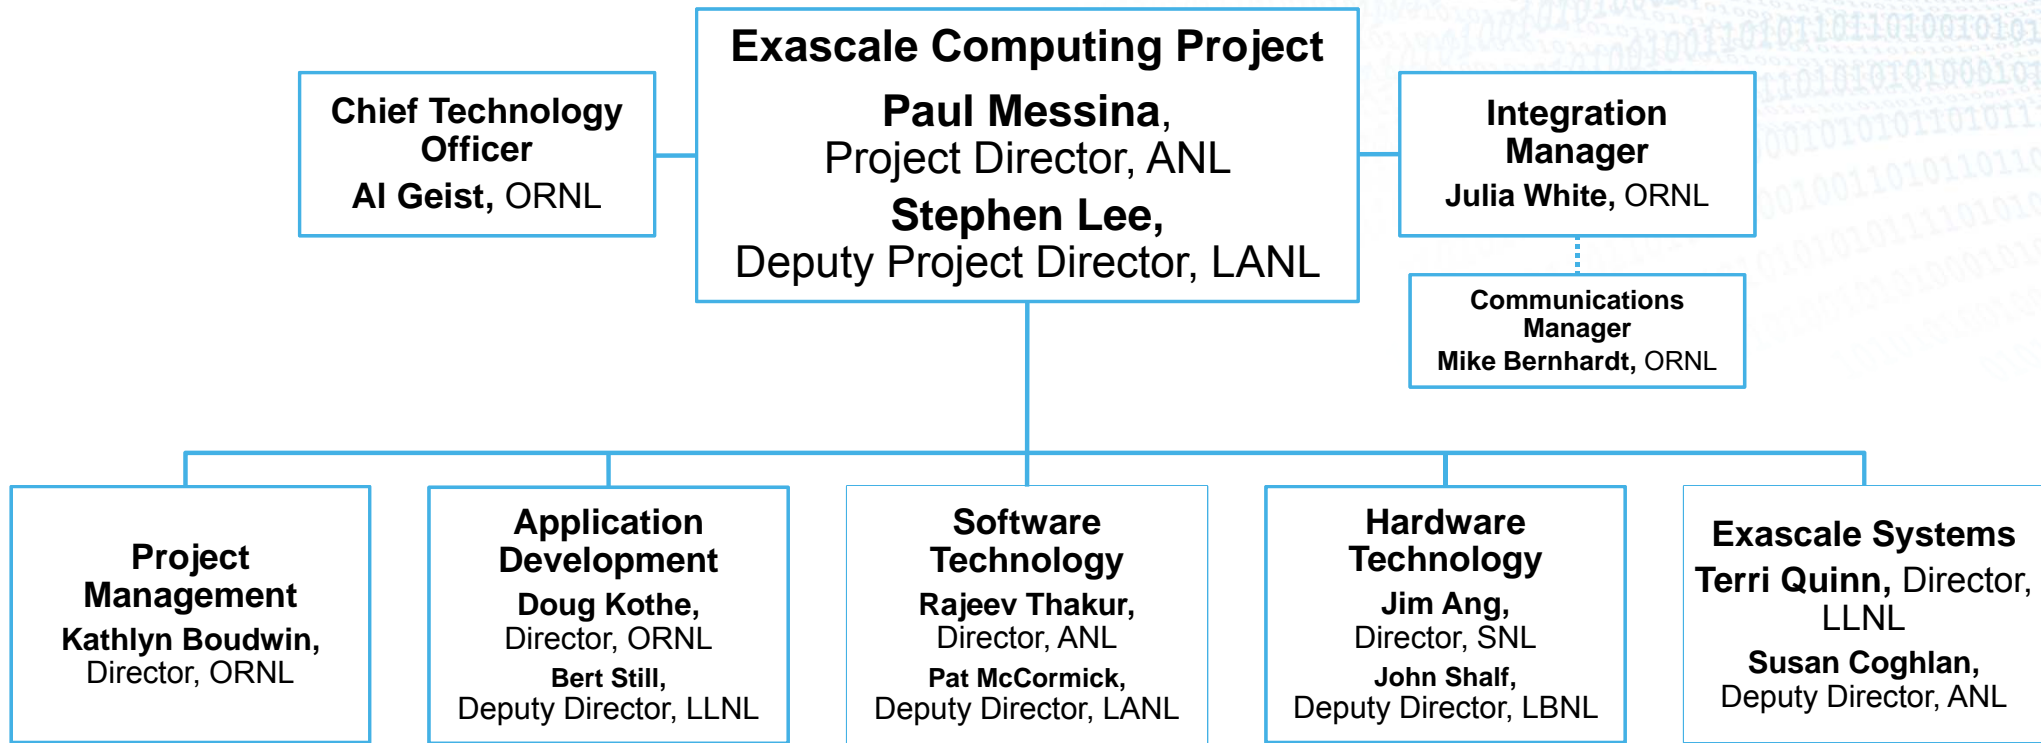 Exascale Computing Project
Paul Messina,
Project Director, ANL
Stephen Lee,
Deputy Project Director, LANL
Chief Technology
Officer
Al Geist, ORNL
Integration
Manager
Julia White, ORNL
Communications
Manager
Mike Bernhardt, ORNL
Project
Management
Kathlyn Boudwin,
Director, ORNL
Application
Development
Doug Kothe,
Director, ORNL
Bert Still,
Deputy Director, LLNL
Software
Technology
Rajeev Thakur,
Director, ANL
Pat McCormick,
Deputy Director, LANL
Hardware
Technology
Jim Ang,
Director, SNL
John Shalf,
Deputy Director, LBNL
Exascale Systems
Terri Quinn, Director,
LLNL
Susan Coghlan,
Deputy Director, ANL